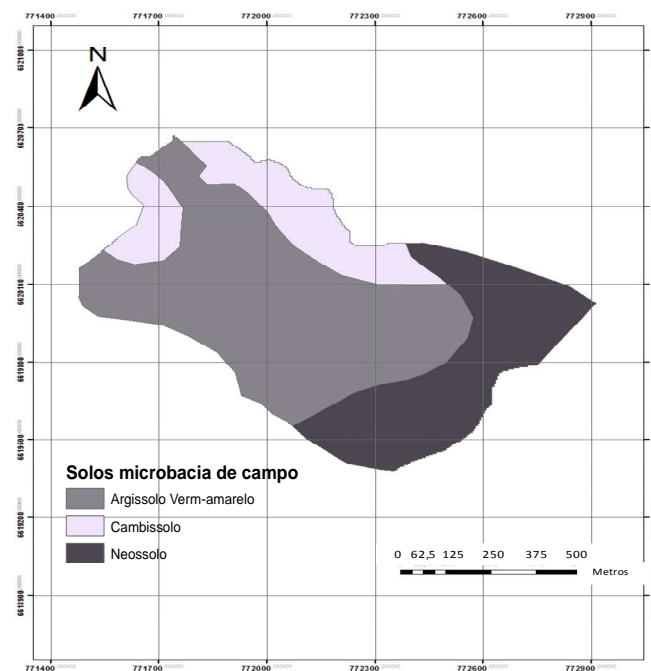 771400 771700 772000 772300 772600 772900
6621000
6620700
6620400
6620100
6619800
6619500
6619200
6618900
N
Solos microbacia de campo
Argissolo Verm-amarelo
Cambissolo
Neossolo
0 62,5 125 250 375 500
Metros
771400 771700 772000 772300 772600 772900